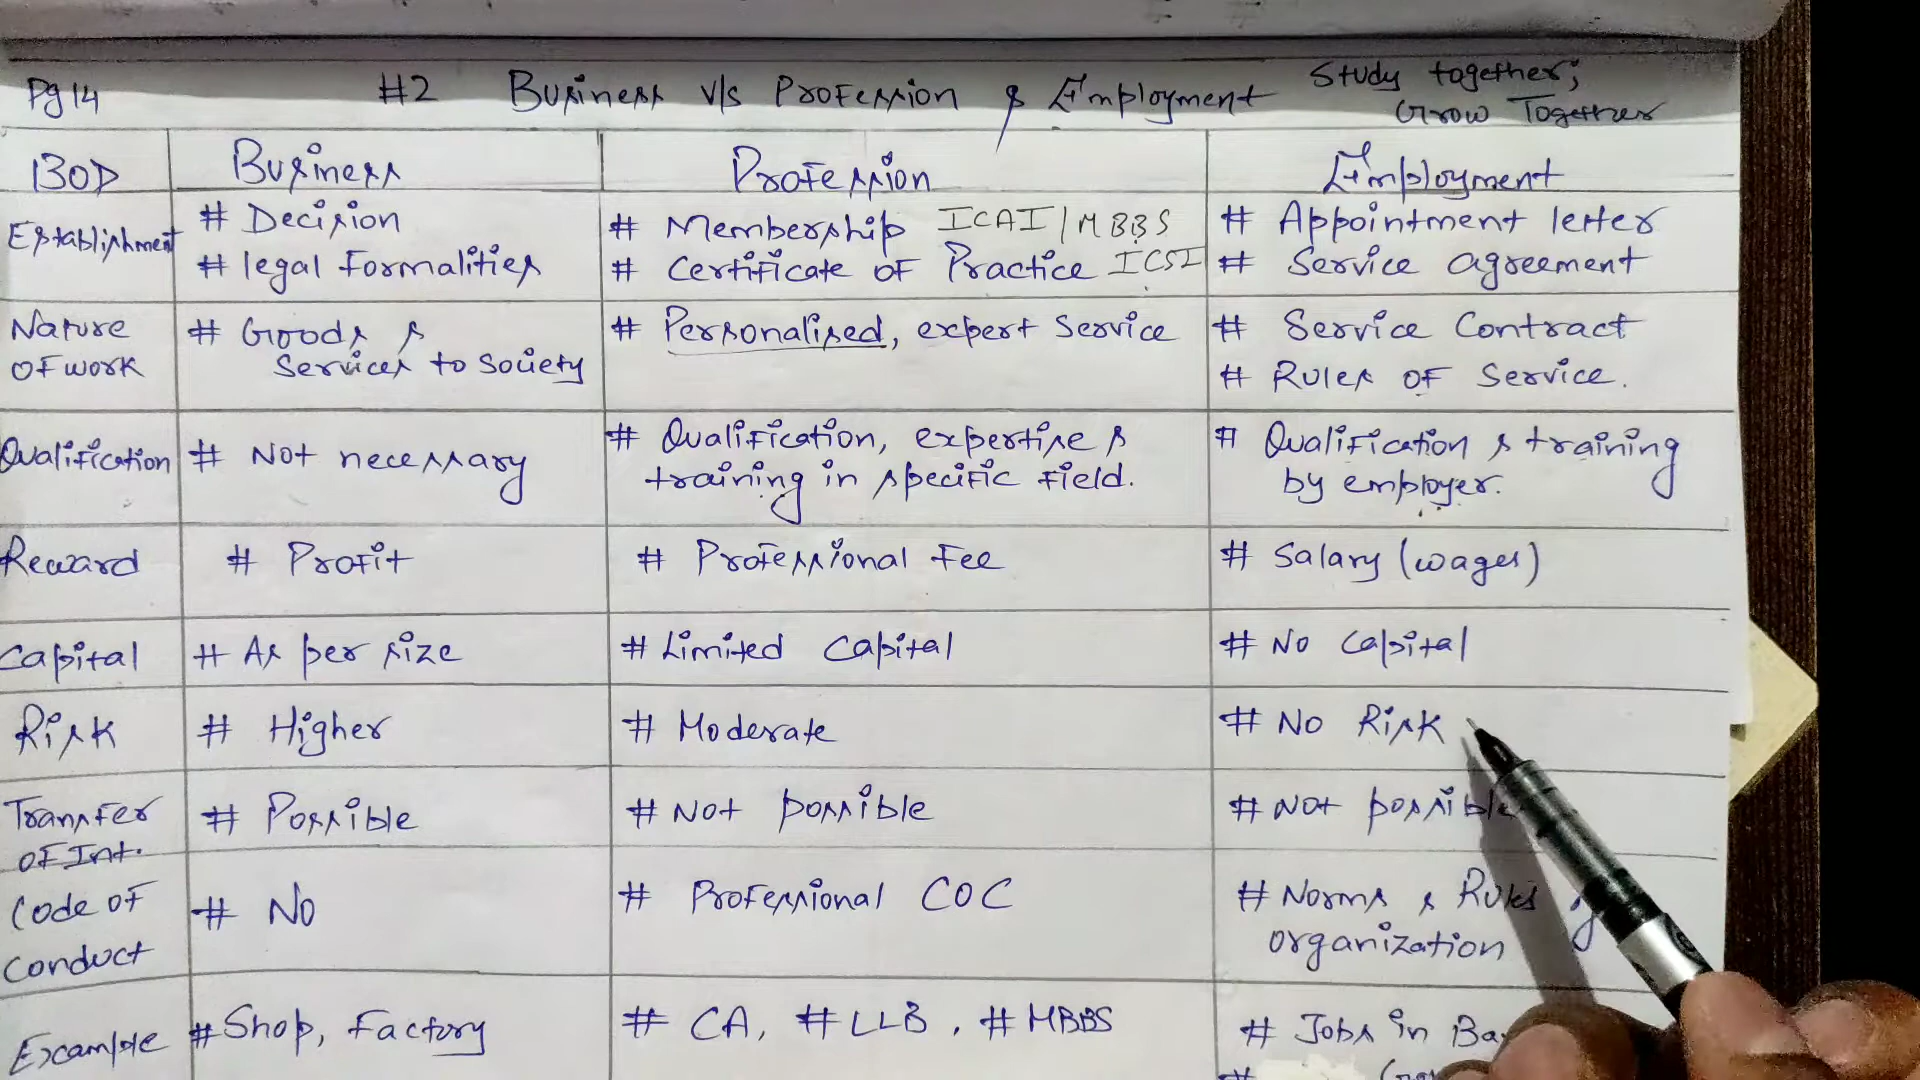 Pg 14 #2 Business v/s Profession & Employment Study together;
Grow Together
BOD Business Profession Employment
Establishment # Decision # Membership ICAI/MBBS # Appointment letter
# legal formalities # Certificate of Practice ICSI # Service agreement
Nature # Goods & # Personalised, expert service # Service Contract
of work Services to Society # Rules of Service.
Qualification # Not necessary # Qualification, expertise & # Qualification & training
training in specific field. by employer.
Reward # Profit # Professional Fee # Salary (wages)
Capital # As per size # Limited capital # No capital
Risk # Higher # Moderate # No Risk
Transfer # Possible # Not possible # Not possible
of Int.
Code of # No # Professional COC # Norms & Rules
conduct organization
Example # Shop, Factory # CA, # LLB, # MBBS # Jobs in
#